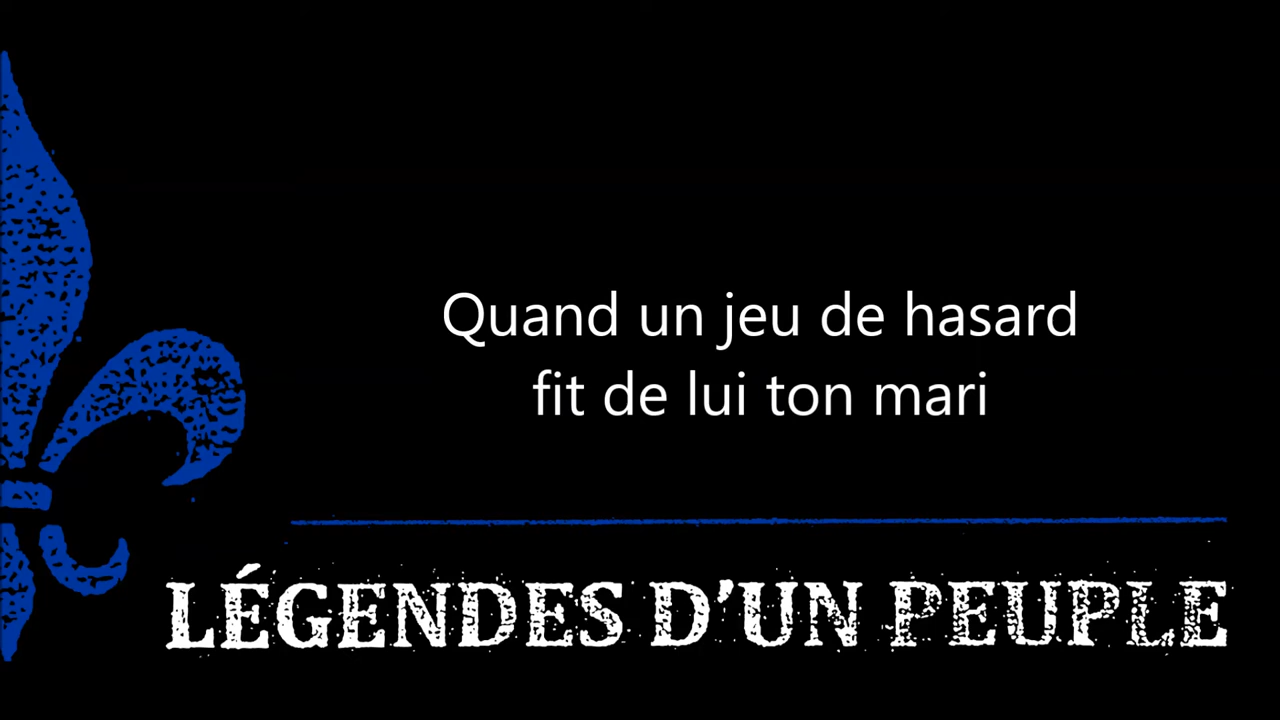 Quand un jeu de hasard
fit de lui ton mari
LÉGENDES D'UN PEUPLE